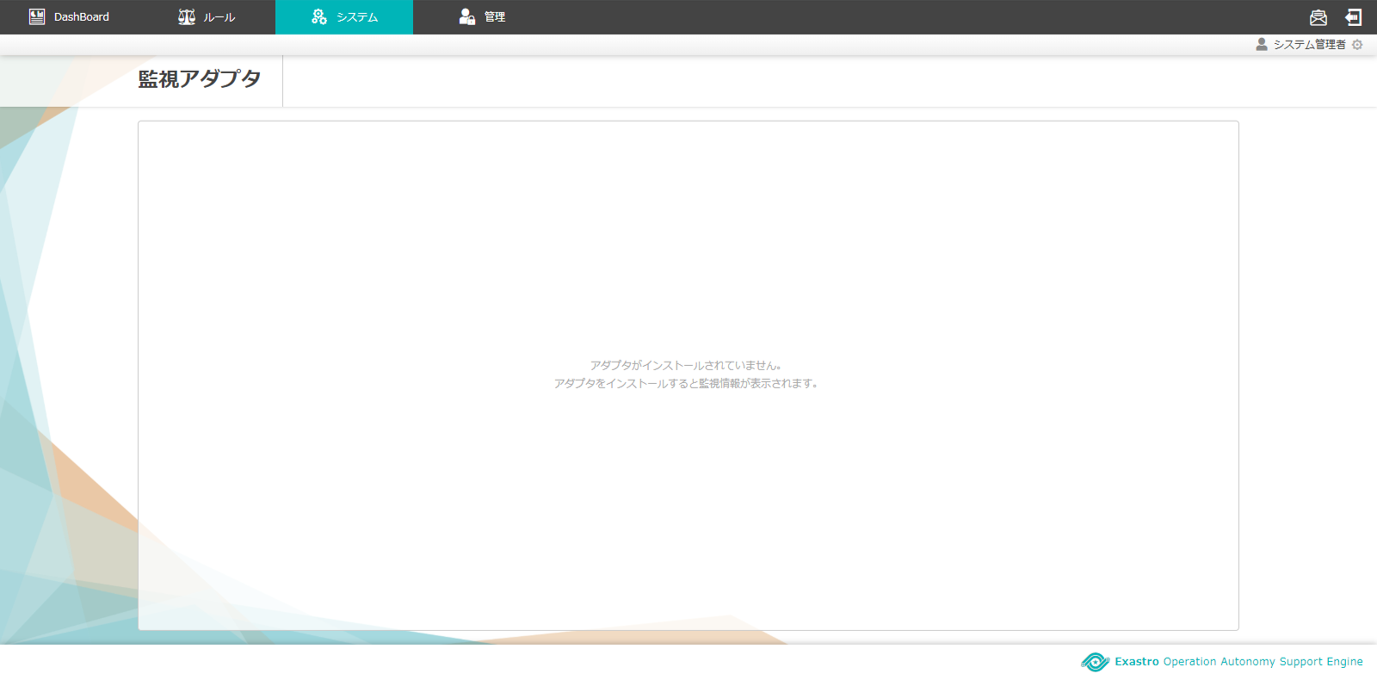 DashBoard
ルール
システム
管理
システム管理者
監視アダプタ
アダプタがインストールされていません。
アダプタをインストールすると監視情報が表示されます。
Exastro Operation Autonomy Support Engine